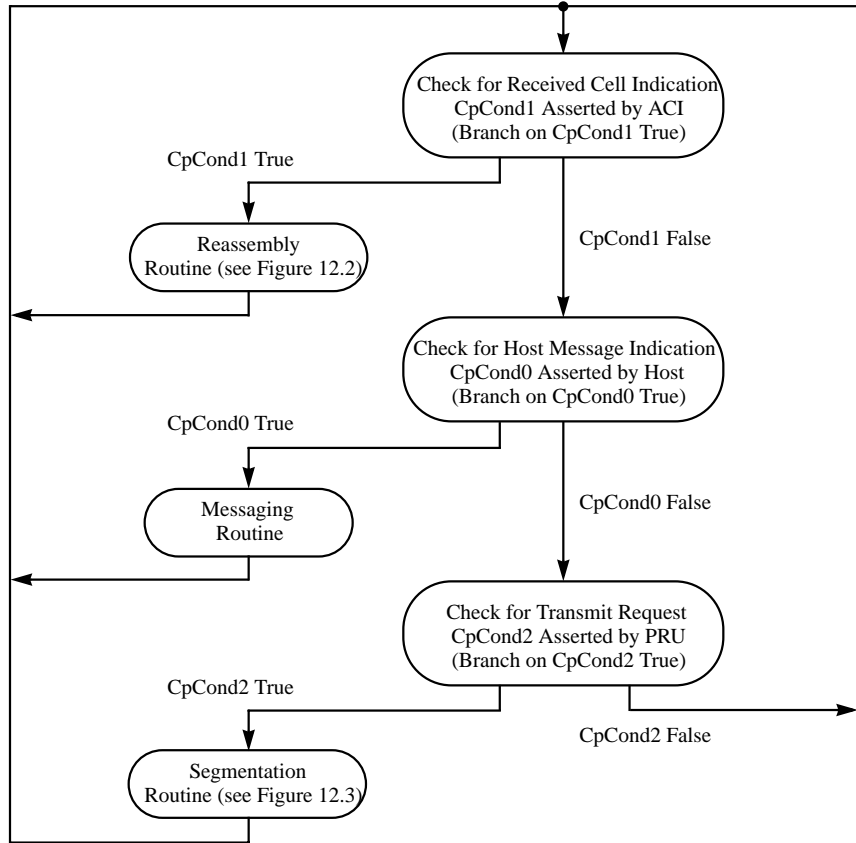 Check for Received Cell Indication
CpCond1 Asserted by ACI
(Branch on CpCond1 True)
CpCond1 True
Reassembly
Routine (see Figure 12.2)
CpCond1 False
Check for Host Message Indication
CpCond0 Asserted by Host
(Branch on CpCond0 True)
CpCond0 True
Messaging
Routine
CpCond0 False
Check for Transmit Request
CpCond2 Asserted by PRU
(Branch on CpCond2 True)
CpCond2 True
CpCond2 False
Segmentation
Routine (see Figure 12.3)